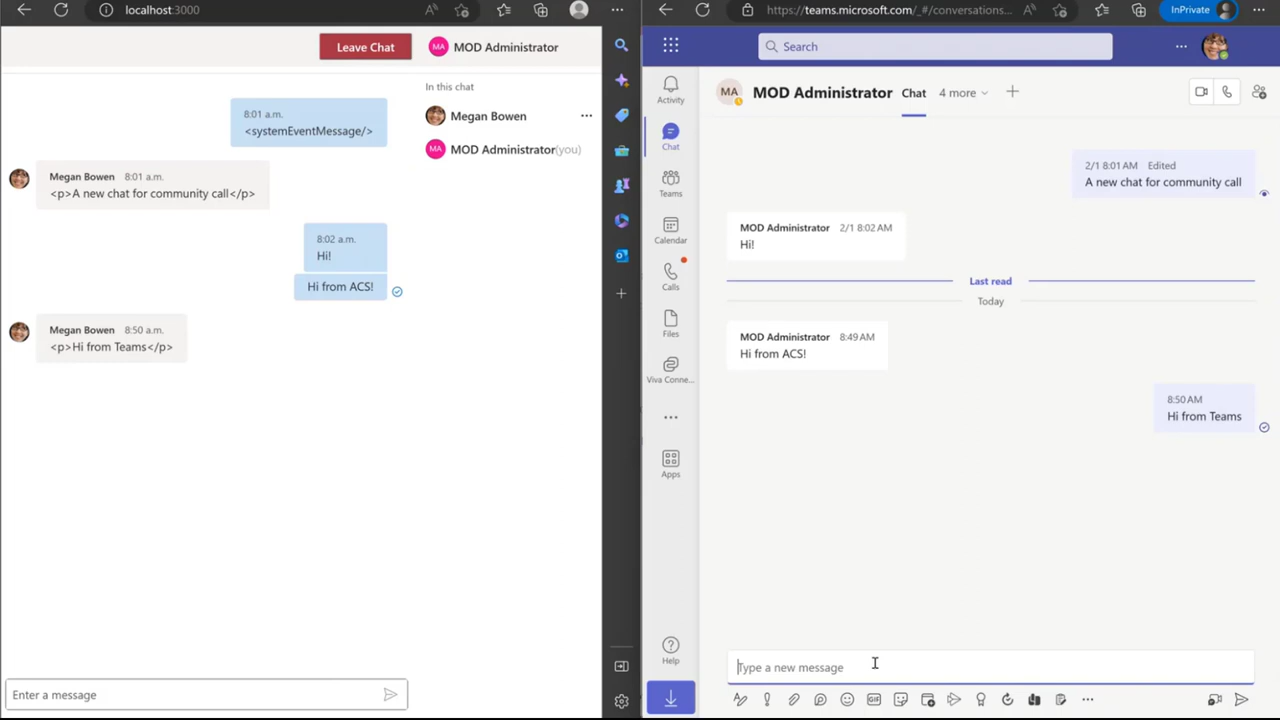 localhost:3000
Leave Chat
MA
MOD Administrator
In this chat
Megan Bowen
MA
MOD Administrator(you)
8:01 a.m.
<systemEventMessage/>
Megan Bowen 8:01 a.m.
<p>A new chat for community call</p>
8:02 a.m.
Hi!
Hi from ACS!
Megan Bowen 8:50 a.m.
<p>Hi from Teams</p>
Enter a message
https://teams.microsoft.com/_#/conversations...
InPrivate
Search
Activity
Chat
Teams
Calendar
Calls
Files
Viva Conne...
Apps
Help
MA
MOD Administrator
Chat
4 more
2/1 8:01 AM Edited
A new chat for community call
MOD Administrator 2/1 8:02 AM
Hi!
Last read
Today
MOD Administrator 8:49 AM
Hi from ACS!
8:50 AM
Hi from Teams
Type a new message
GIF